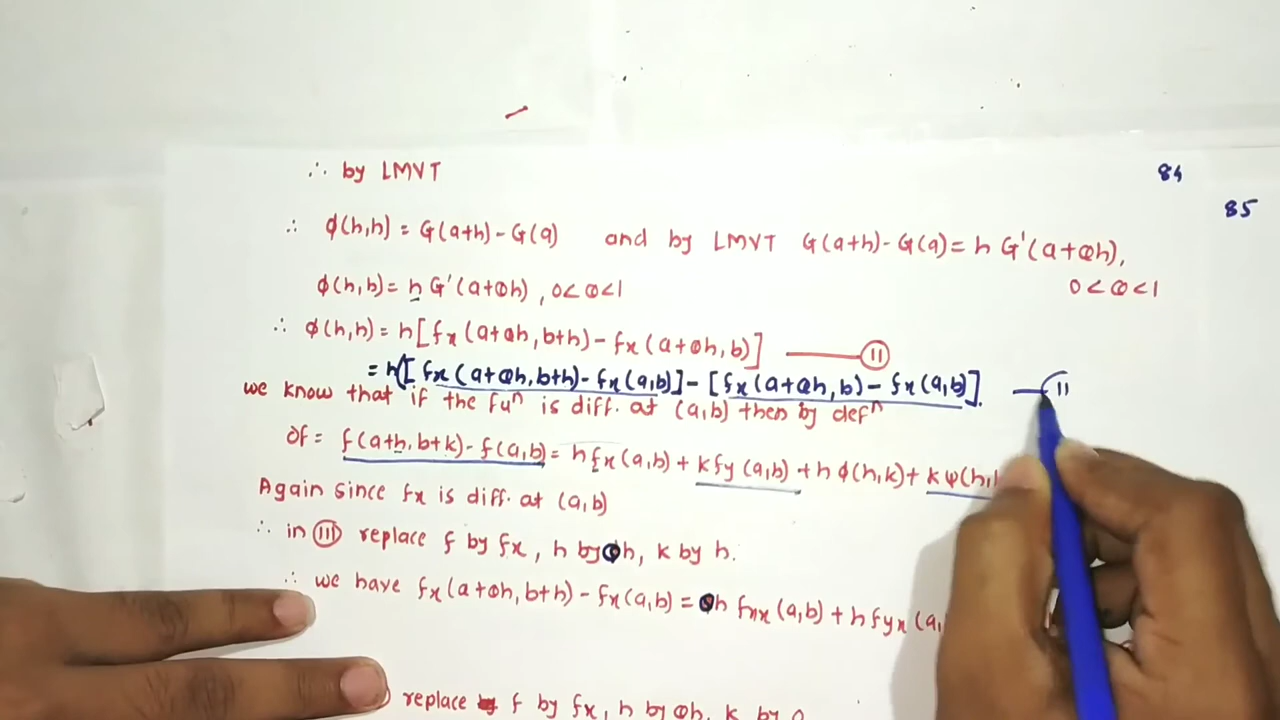 ∴ by LMVT
84
85
∴ ϕ(h,h) = G(a+h) - G(a) and by LMVT G(a+h) - G(a) = h G'(a+θh),
ϕ(h,h) = h G'(a+θh), 0<θ<1 0<θ<1
∴ ϕ(h,h) = h[fx(a+θh, b+h) - fx(a+θh, b)] — II
= h([fx(a+θh, b+h) - fx(a,b)] - [fx(a+θh, b) - fx(a,b)]. — II
we know that if the fuⁿ is diff. at (a,b) then by defⁿ
∂f = f(a+h, b+k) - f(a,b) = h fx(a,b) + k fy(a,b) + h ϕ(h,k) + k ψ(h,
Again since fx is diff. at (a,b)
∴ in III replace f by fx, h by θh, k by h.
∴ we have fx(a+θh, b+h) - fx(a,b) = θh fxx(a,b) + h fyx(a,
replace f by fx, h by θh, k by 0